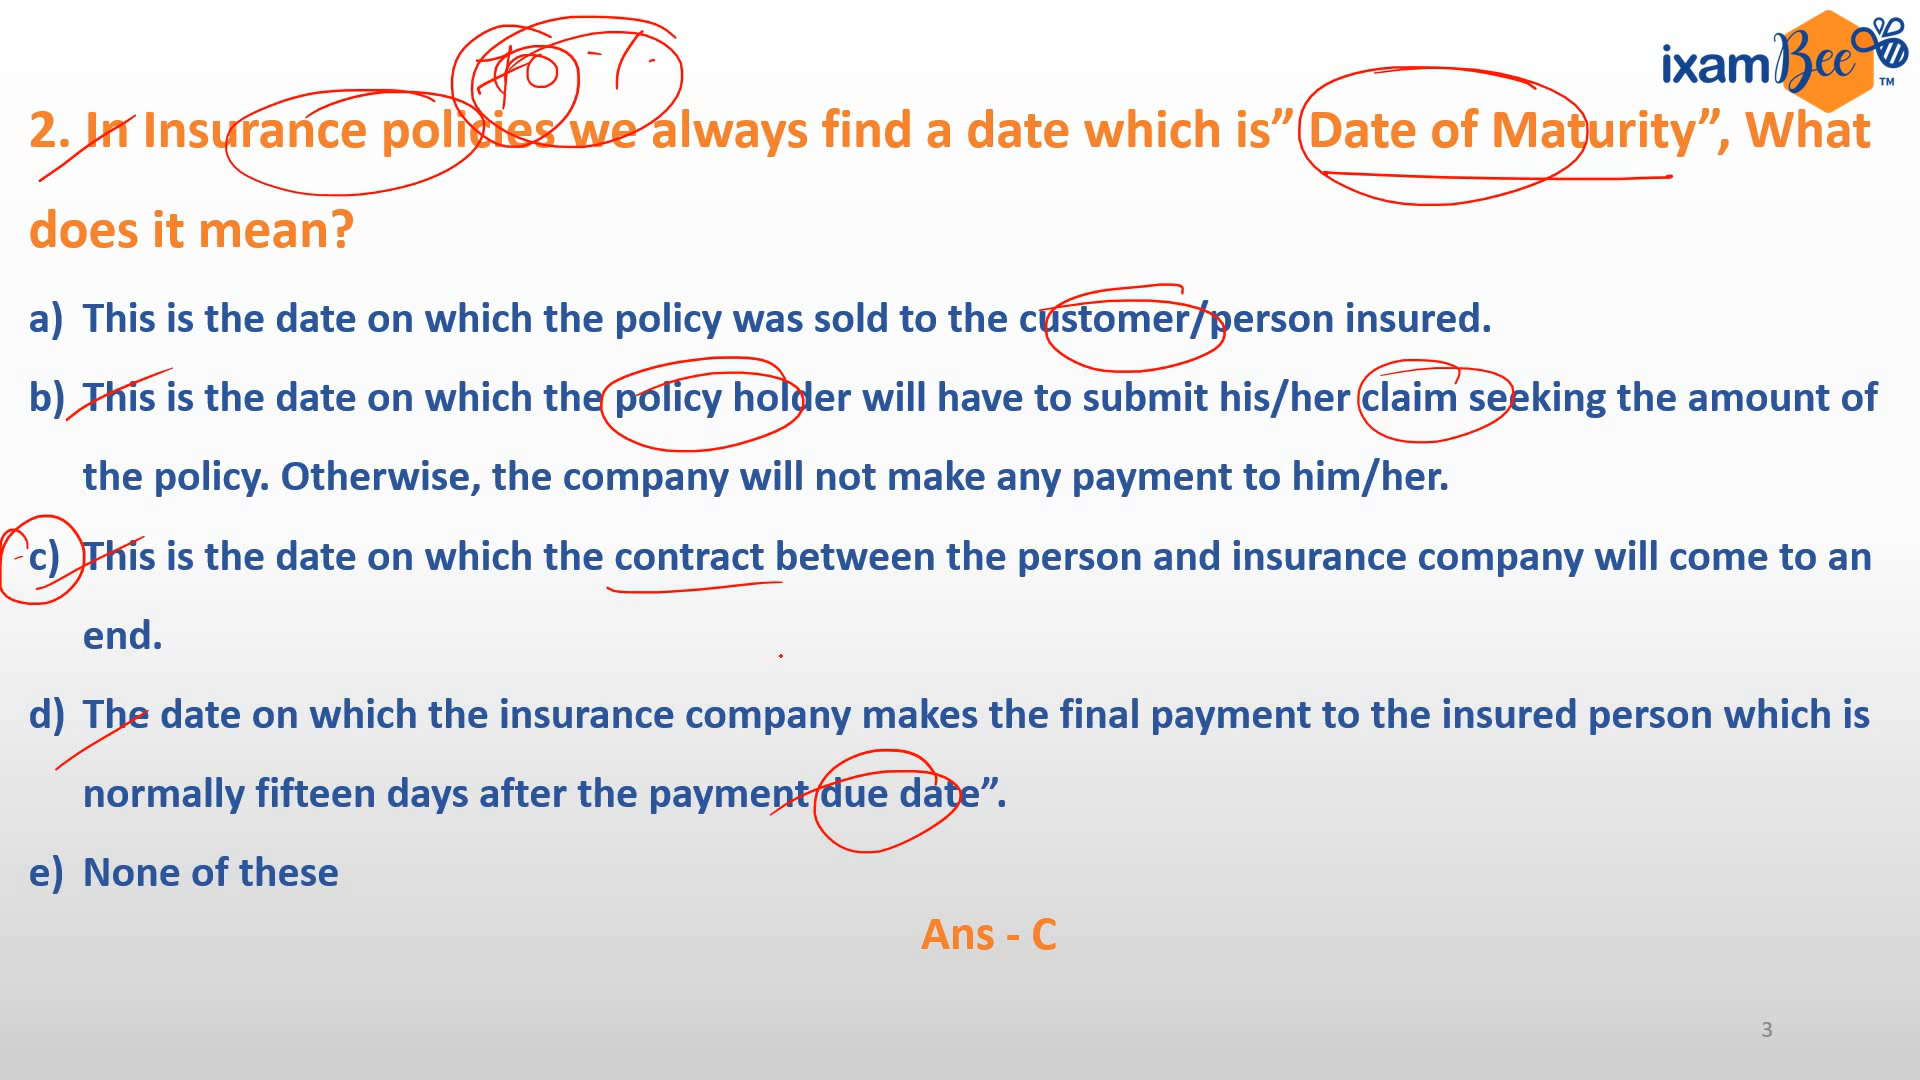 ixamBee™
2. In Insurance policies we always find a date which is” Date of Maturity”, What
does it mean?
a) This is the date on which the policy was sold to the customer/person insured.
b) This is the date on which the policy holder will have to submit his/her claim seeking the amount of
the policy. Otherwise, the company will not make any payment to him/her.
c) This is the date on which the contract between the person and insurance company will come to an
end.
d) The date on which the insurance company makes the final payment to the insured person which is
normally fifteen days after the payment due date”.
e) None of these
Ans - C
3